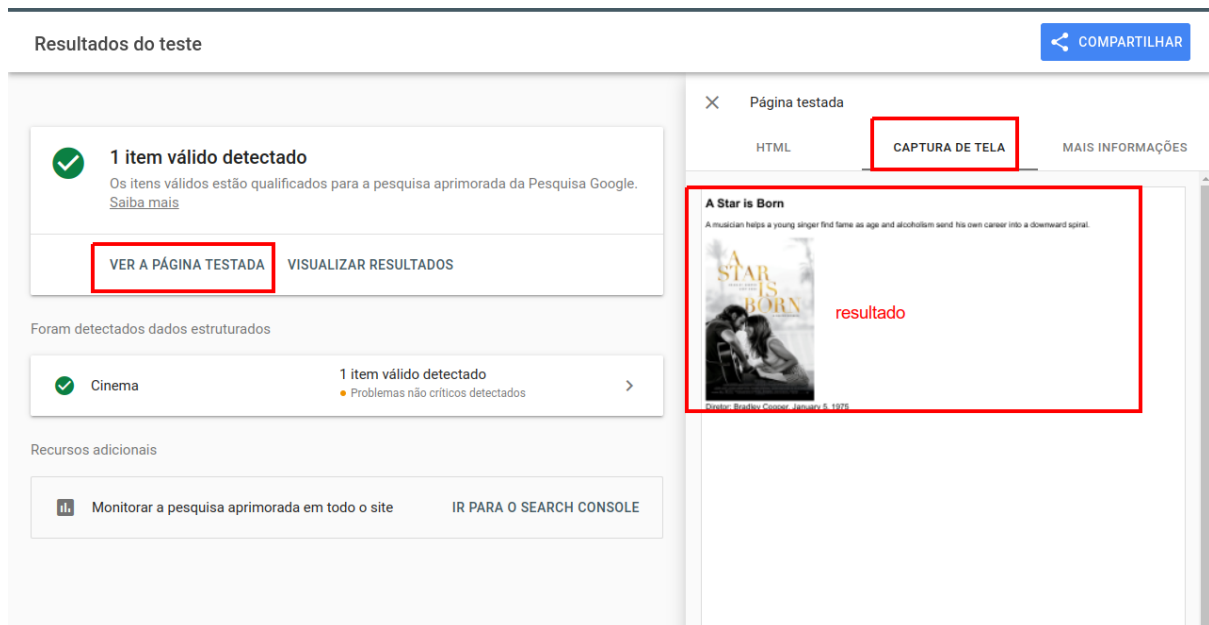 Resultados do teste
COMPARTILHAR
1 item válido detectado
Os itens válidos estão qualificados para a pesquisa aprimorada da Pesquisa Google.
Saiba mais
VER A PÁGINA TESTADA
VISUALIZAR RESULTADOS
Foram detectados dados estruturados
Cinema
1 item válido detectado
Problemas não críticos detectados
Recursos adicionais
Monitorar a pesquisa aprimorada em todo o site
IR PARA O SEARCH CONSOLE
Página testada
HTML
CAPTURA DE TELA
MAIS INFORMAÇÕES
A Star is Born
A musician helps a young singer find fame as age and alcoholism send his own career into a downward spiral.
A
STAR
IS
BORN
resultado
Diretor: Bradley Cooper, January 5, 1975